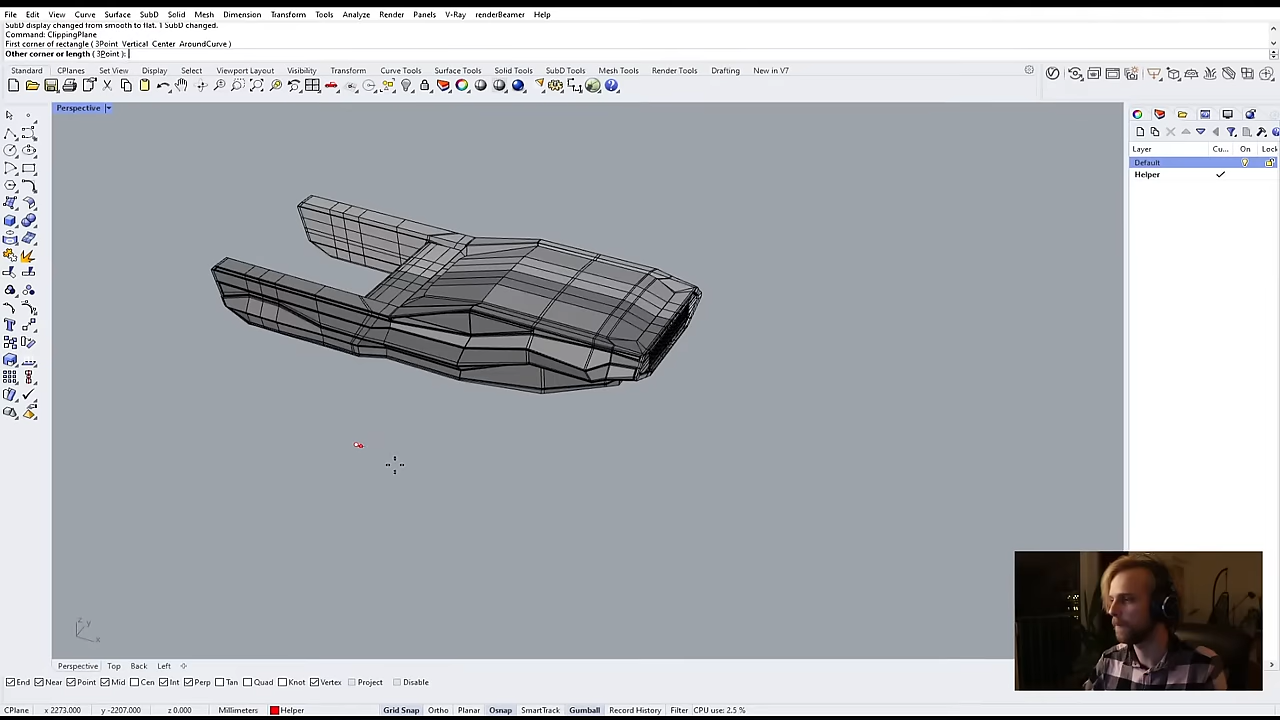 File Edit View Curve Surface SubD Solid Mesh Dimension Transform Tools Analyze Render Panels V-Ray renderBeamer Window Help
SubD display changed from smooth to flat. 1 SubD changed.
Command: ClippingPlane
First corner of rectangle ( 3Point Vertical Center AroundCurve )
Other corner or length ( 3Point ):
Standard CPlanes Set View Display Select Viewport Layout Visibility Transform Curve Tools Surface Tools Solid Tools SubD Tools Mesh Tools Render Tools Drafting New in V7
Perspective
Layer Cu... On Lock
Default
Helper
z y
x
Perspective Top Back Left
End Near Point Mid Cen Int Perp Tan Quad Knot Vertex Project Disable
CPlane x 2273.000 y -2207.000 z 0.000 Millimeters Helper Grid Snap Ortho Planar Osnap SmartTrack Gumball Record History Filter CPU use: 2.5 %